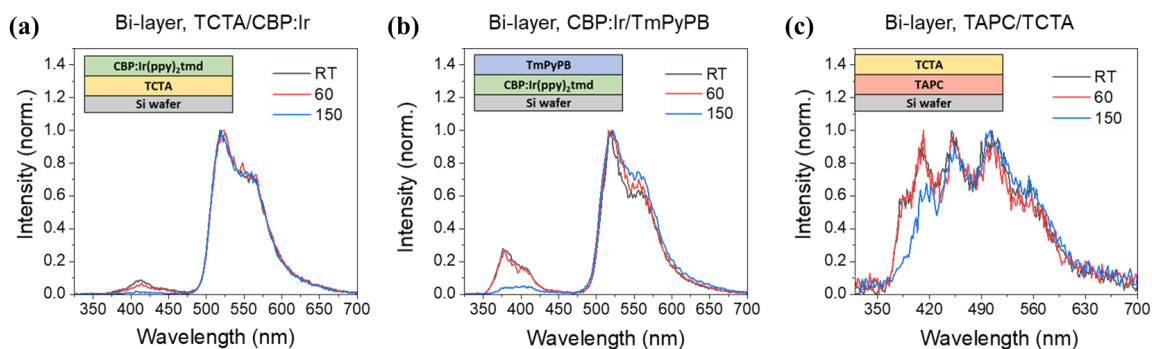 (a)
Bi-layer, TCTA/CBP:Ir
CBP:Ir(ppy)₂tmd
TCTA
Si wafer
RT
60
150
Intensity (norm.)
1.4
1.2
1.0
0.8
0.6
0.4
0.2
0.0
350 400 450 500 550 600 650 700
Wavelength (nm)
(b)
Bi-layer, CBP:Ir/TmPyPB
TmPyPB
CBP:Ir(ppy)₂tmd
Si wafer
RT
60
150
Intensity (norm.)
1.4
1.2
1.0
0.8
0.6
0.4
0.2
0.0
350 400 450 500 550 600 650 700
Wavelength (nm)
(c)
Bi-layer, TAPC/TCTA
TCTA
TAPC
Si wafer
RT
60
150
Intensity (norm.)
1.4
1.2
1.0
0.8
0.6
0.4
0.2
0.0
350 420 490 560 630 700
Wavelength (nm)